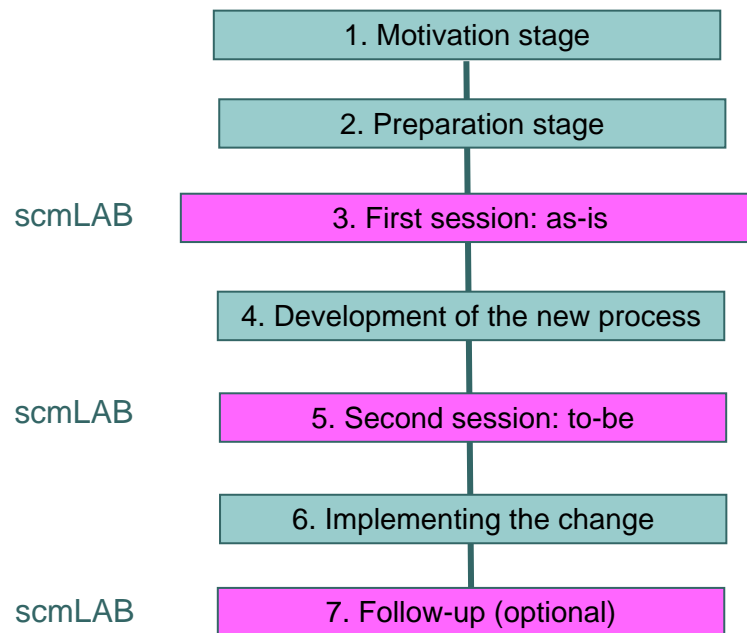 1. Motivation stage
2. Preparation stage
scmLAB
3. First session: as-is
4. Development of the new process
scmLAB
5. Second session: to-be
6. Implementing the change
scmLAB
7. Follow-up (optional)